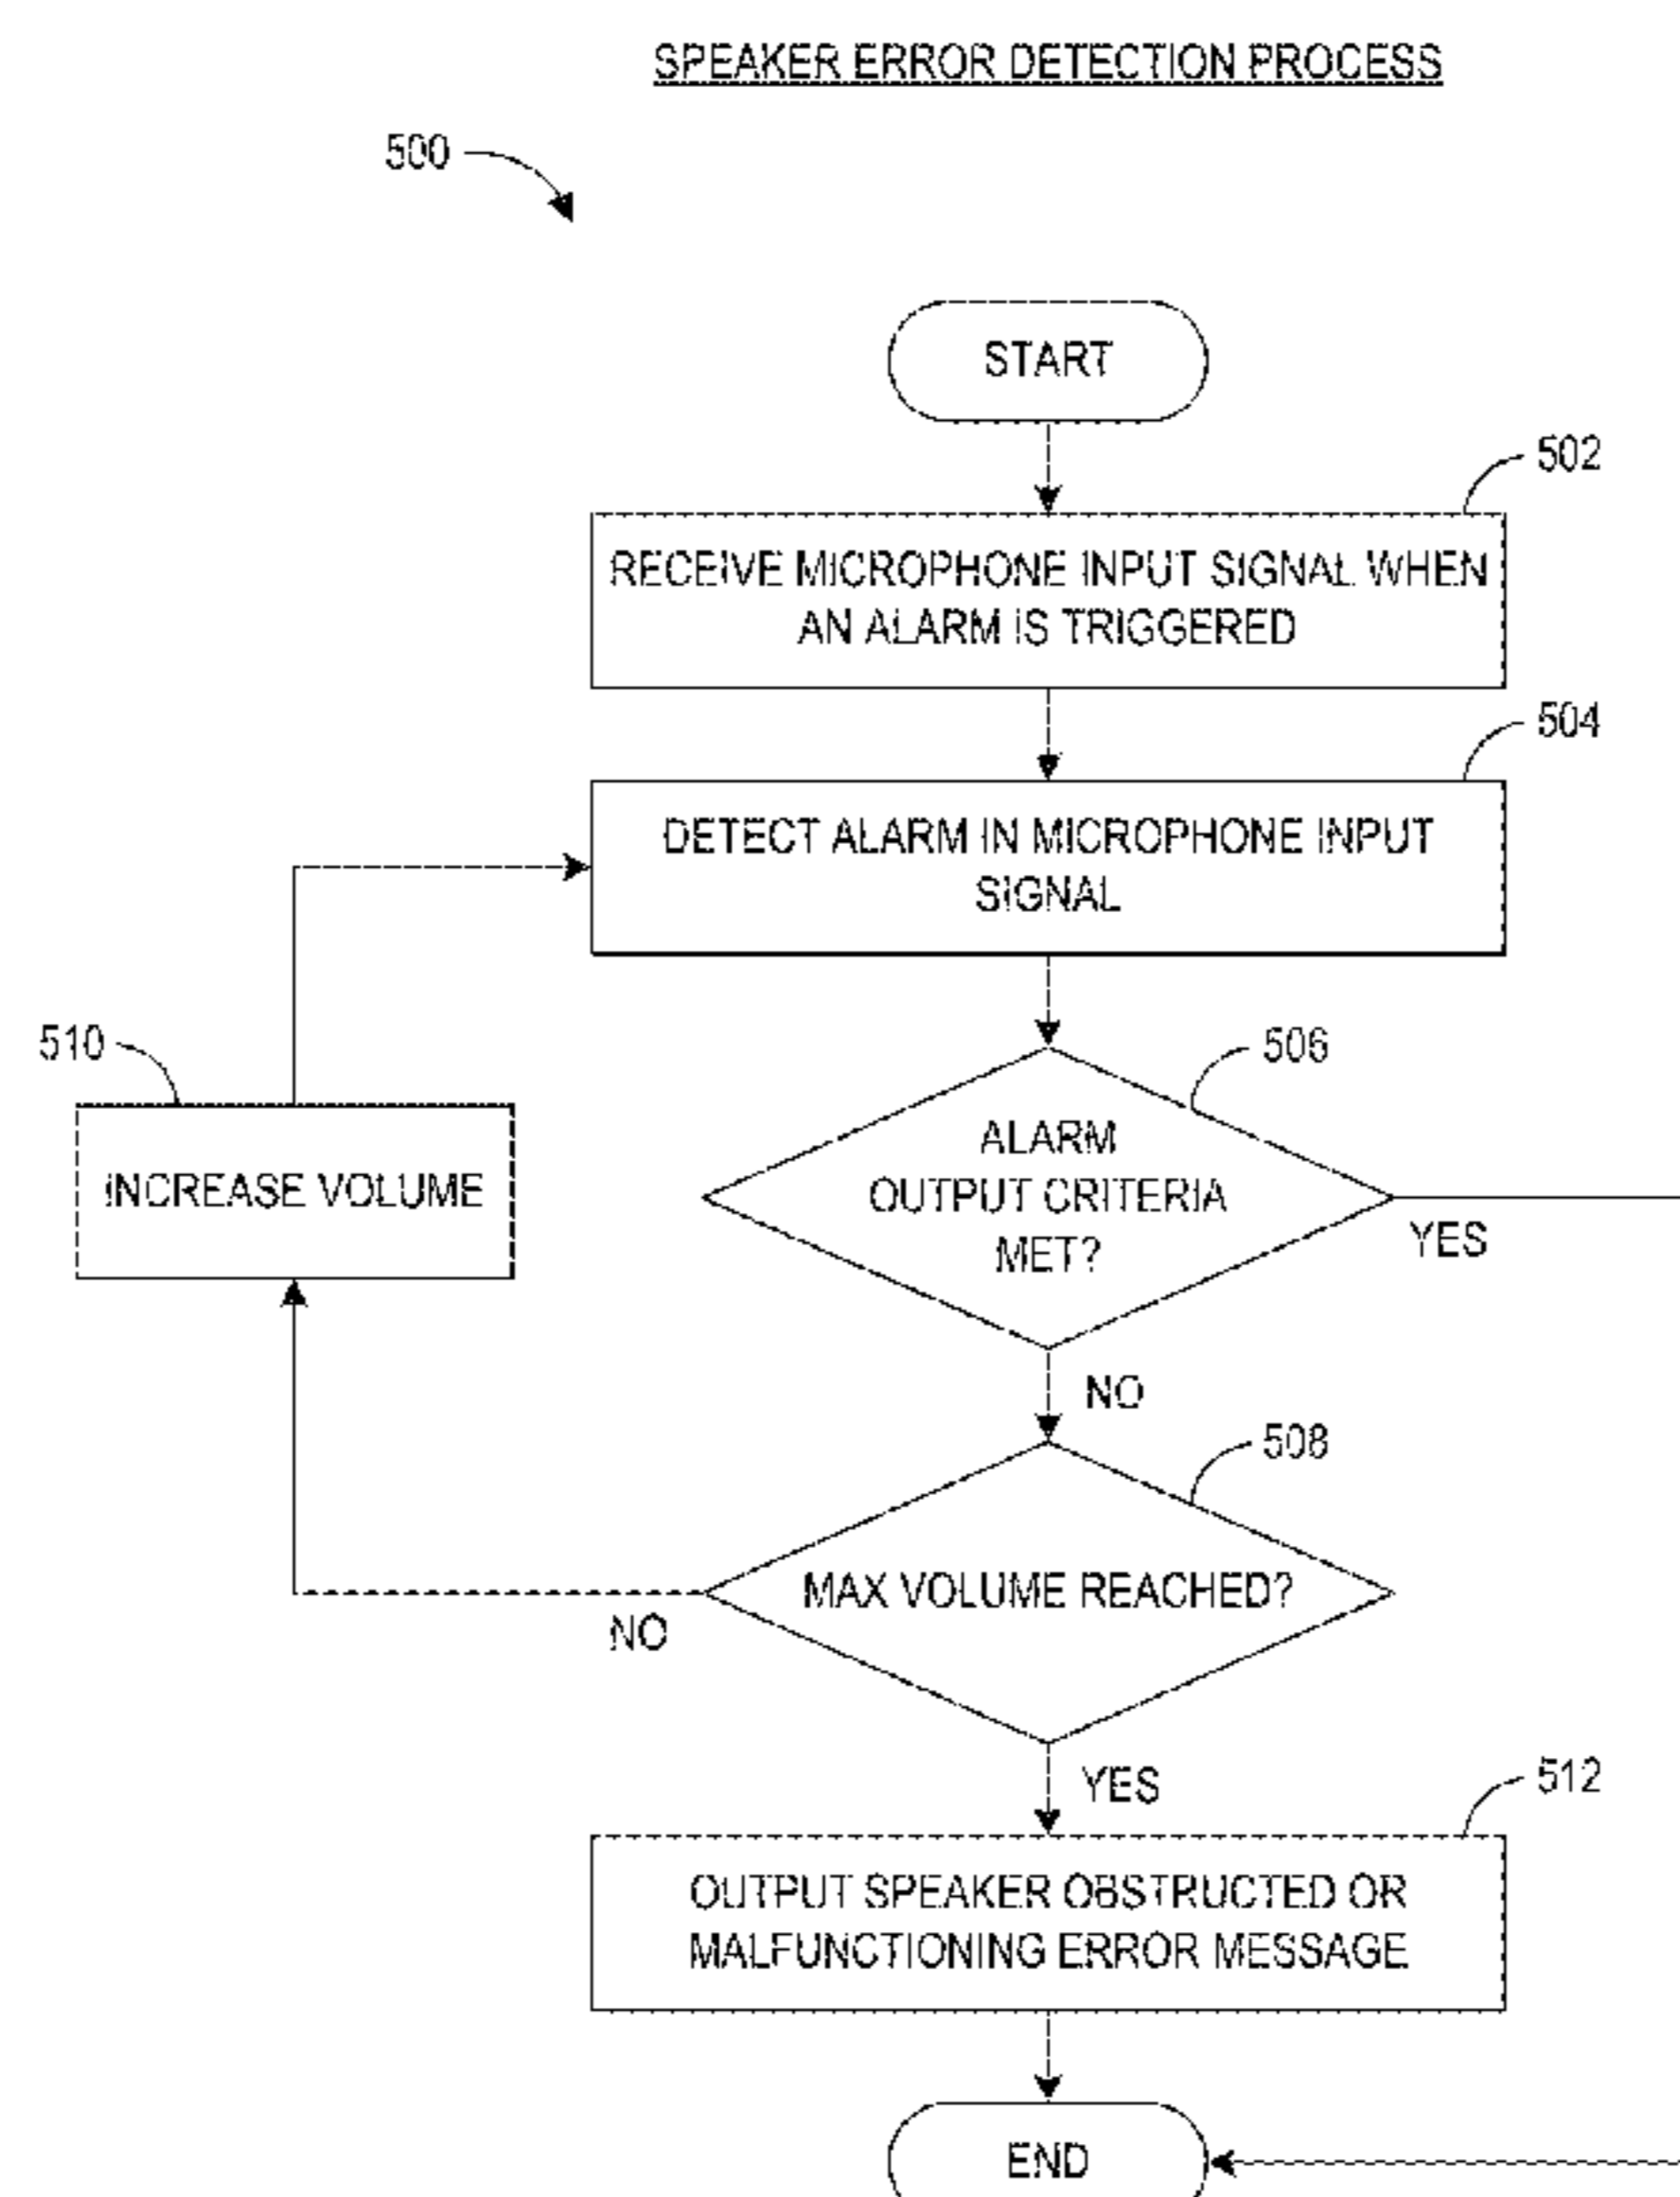 SPEAKER ERROR DETECTION PROCESS
500
START
502
RECEIVE MICROPHONE INPUT SIGNAL WHEN
AN ALARM IS TRIGGERED
504
DETECT ALARM IN MICROPHONE INPUT
SIGNAL
510
INCREASE VOLUME
506
ALARM
OUTPUT CRITERIA
MET?
YES
NO
508
MAX VOLUME REACHED?
NO
YES
512
OUTPUT SPEAKER OBSTRUCTED OR
MALFUNCTIONING ERROR MESSAGE
END